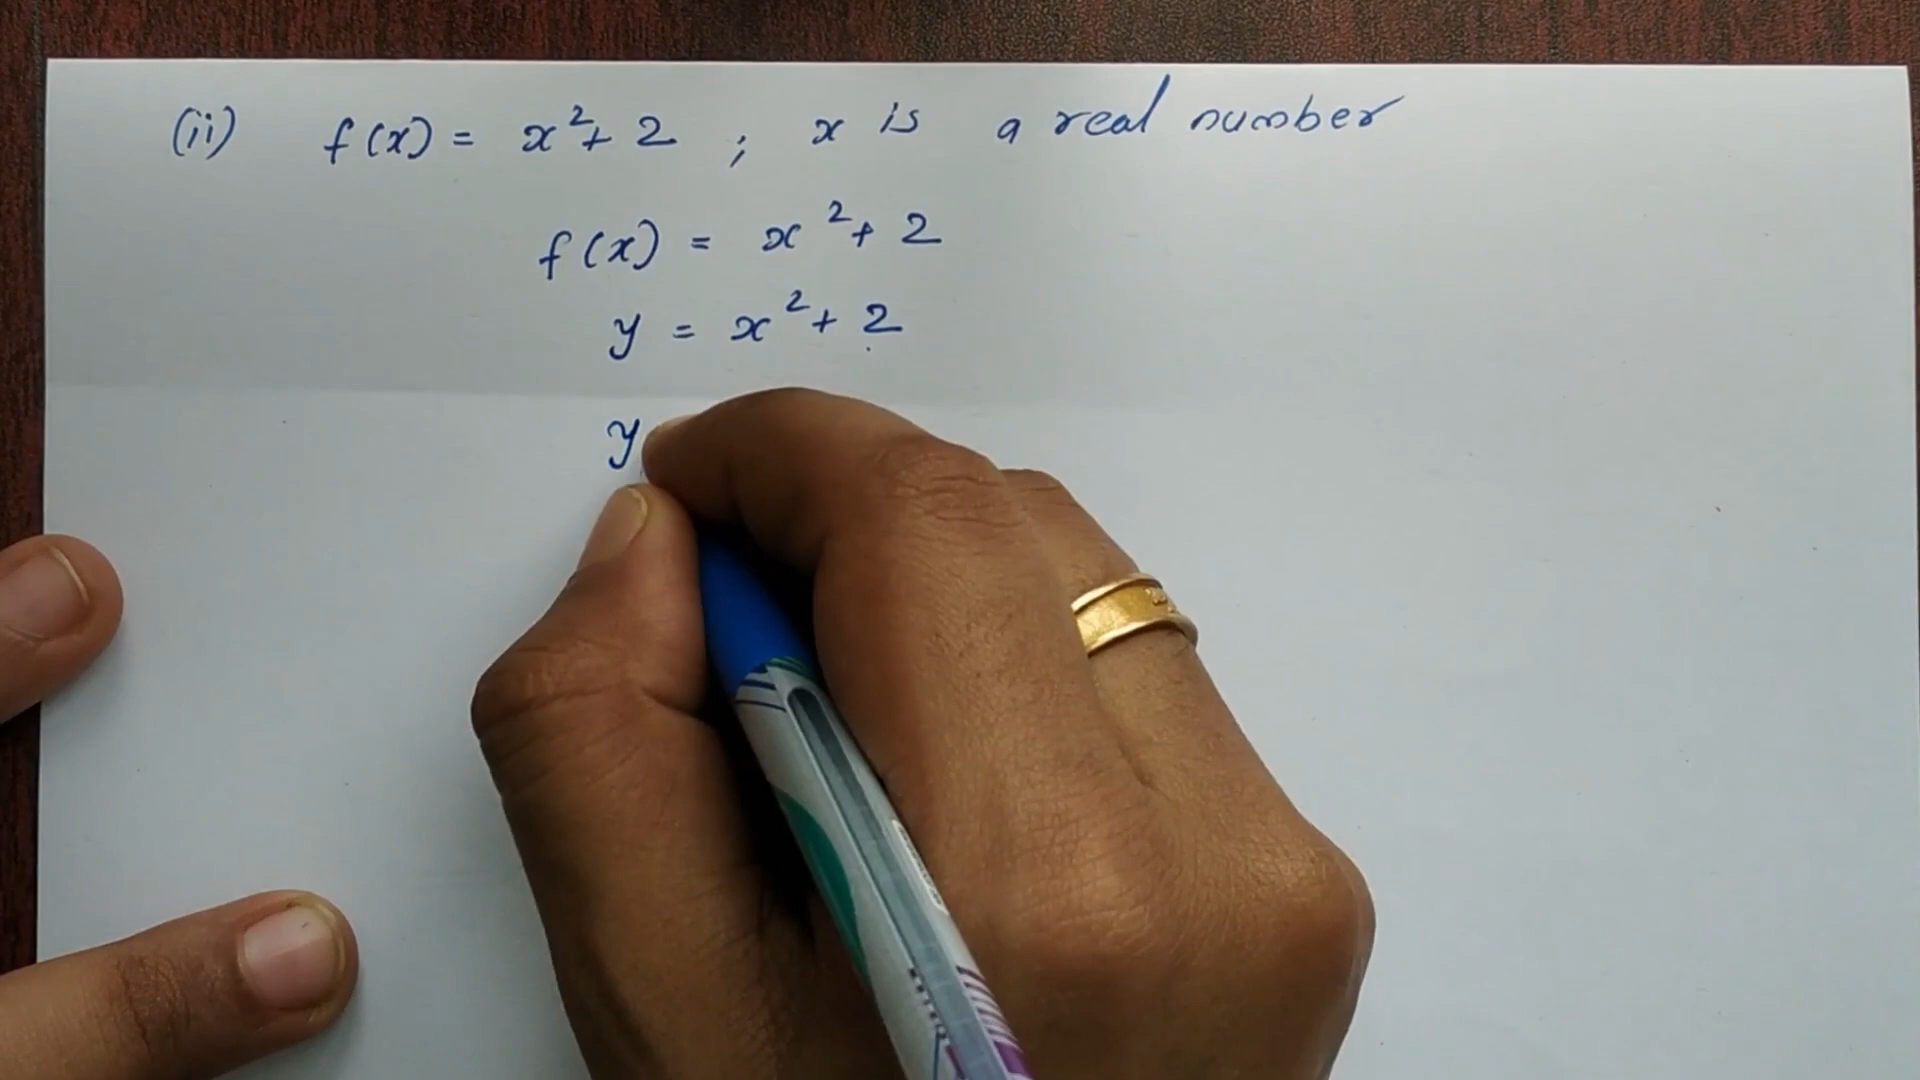 (ii) f(x) = x²+ 2 ; x is a real number
f(x) = x²+ 2
y = x²+ 2
y